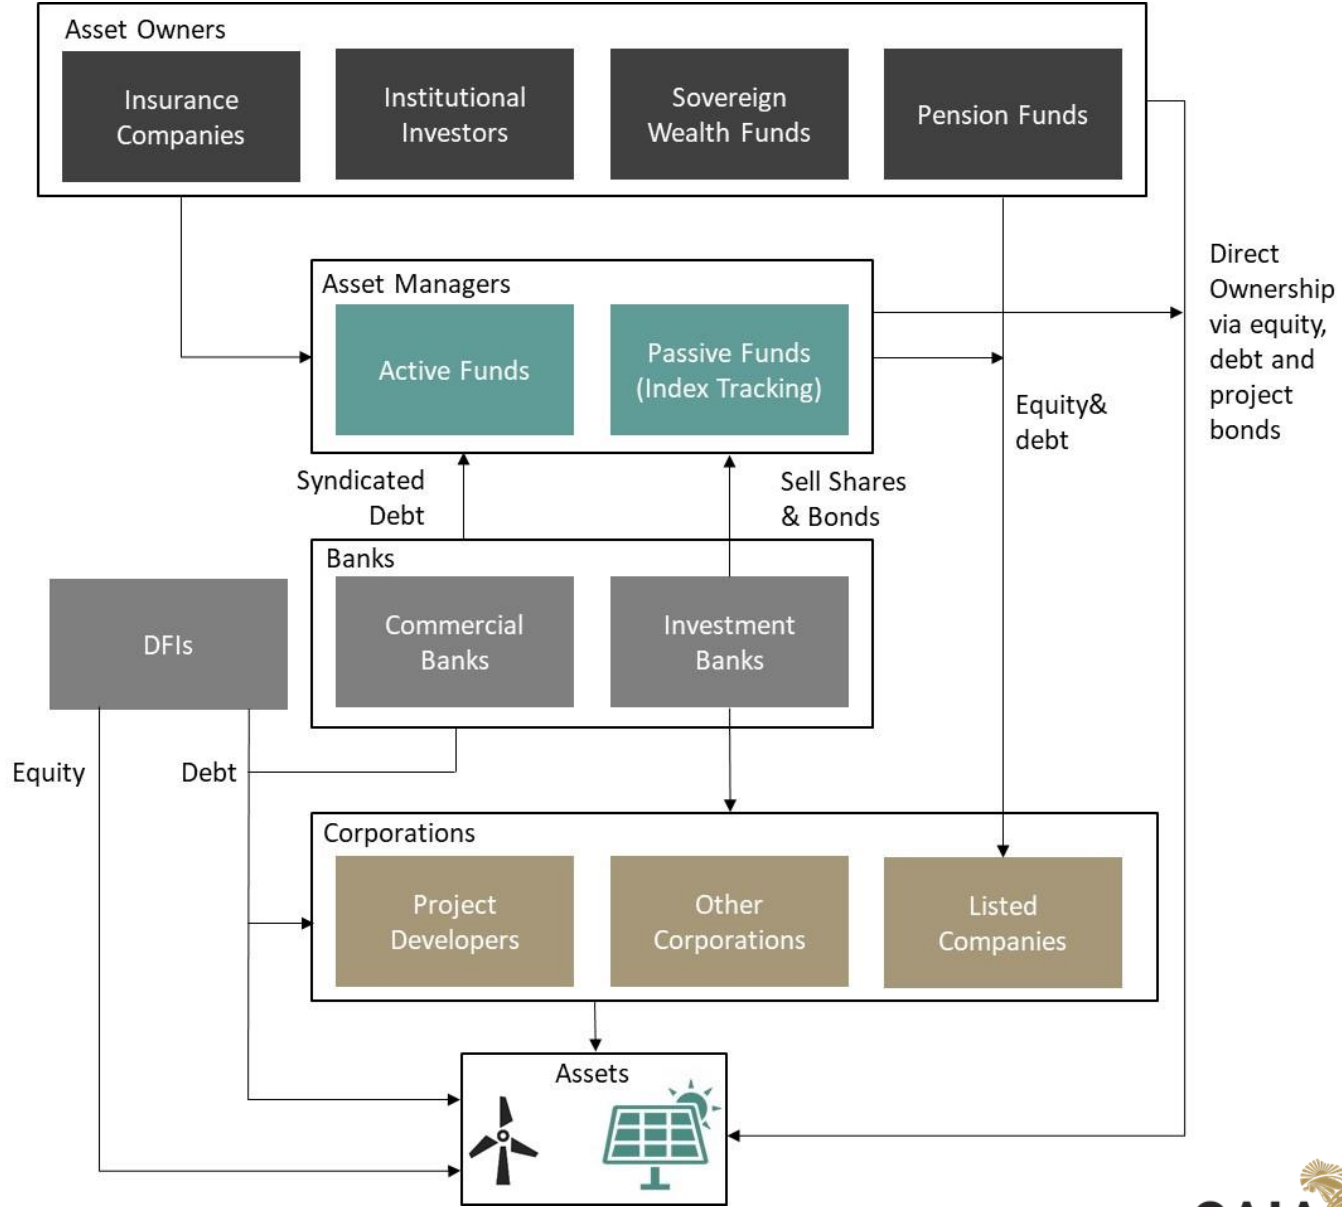 Asset Owners
Insurance
Companies
Institutional
Investors
Sovereign
Wealth Funds
Pension Funds
Direct
Ownership
via equity,
debt and
project
bonds
Asset Managers
Active Funds
Passive Funds
(Index Tracking)
Equity&
debt
Syndicated
Debt
Sell Shares
& Bonds
Banks
Commercial
Banks
Investment
Banks
DFIs
Equity
Debt
Corporations
Project
Developers
Other
Corporations
Listed
Companies
Assets